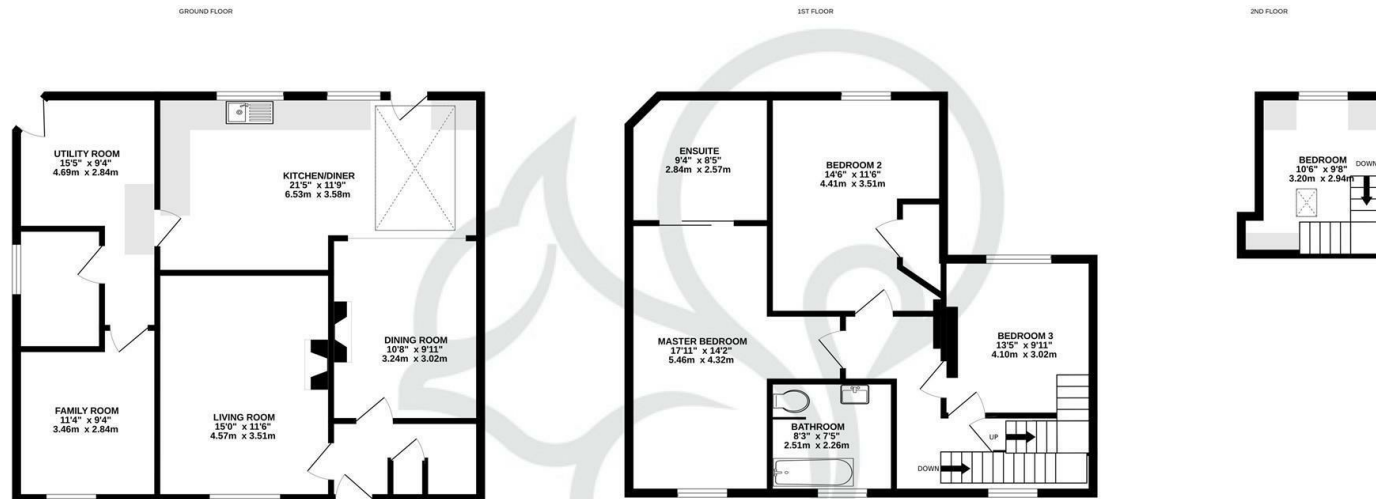 GROUND FLOOR
UTILITY ROOM
15'5" x 9'4"
4.69m x 2.84m
KITCHEN/DINER
21'5" x 11'9"
6.53m x 3.58m
DINING ROOM
10'8" x 9'11"
3.24m x 3.02m
FAMILY ROOM
11'4" x 9'4"
3.46m x 2.84m
LIVING ROOM
15'0" x 11'6"
4.57m x 3.51m
1ST FLOOR
ENSUITE
9'4" x 8'5"
2.84m x 2.57m
BEDROOM 2
14'6" x 11'6"
4.41m x 3.51m
MASTER BEDROOM
17'11" x 14'2"
5.46m x 4.32m
BEDROOM 3
13'5" x 9'11"
4.10m x 3.02m
BATHROOM
8'3" x 7'5"
2.51m x 2.26m
UP
DOWN
2ND FLOOR
BEDROOM
10'6" x 9'8"
3.20m x 2.94m
DOWN